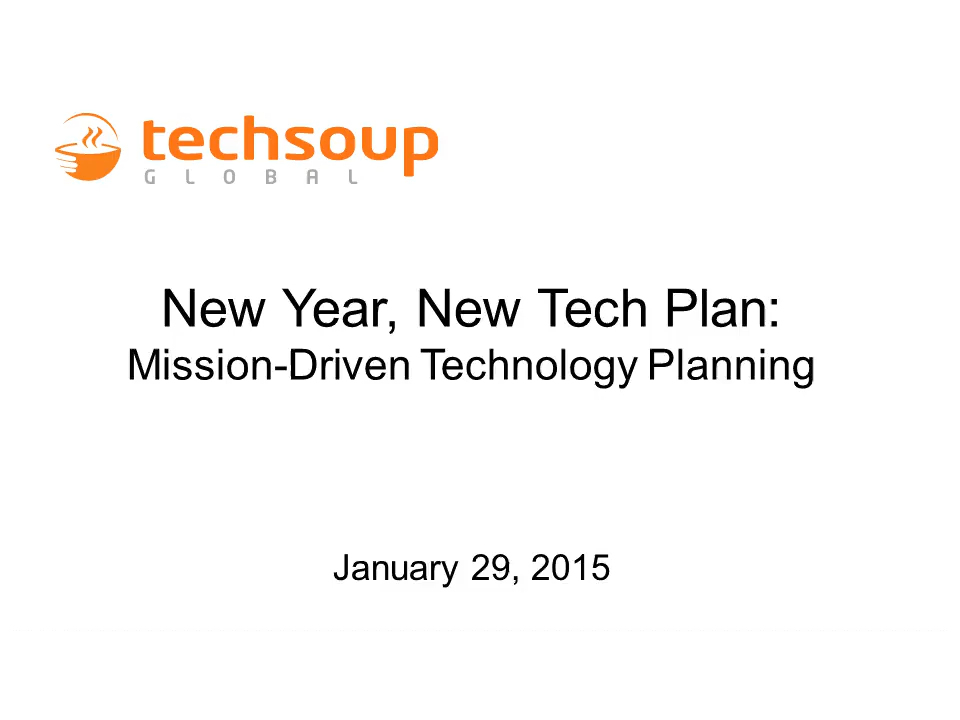 techsoup
GLOBAL
New Year, New Tech Plan:
Mission-Driven Technology Planning
January 29, 2015